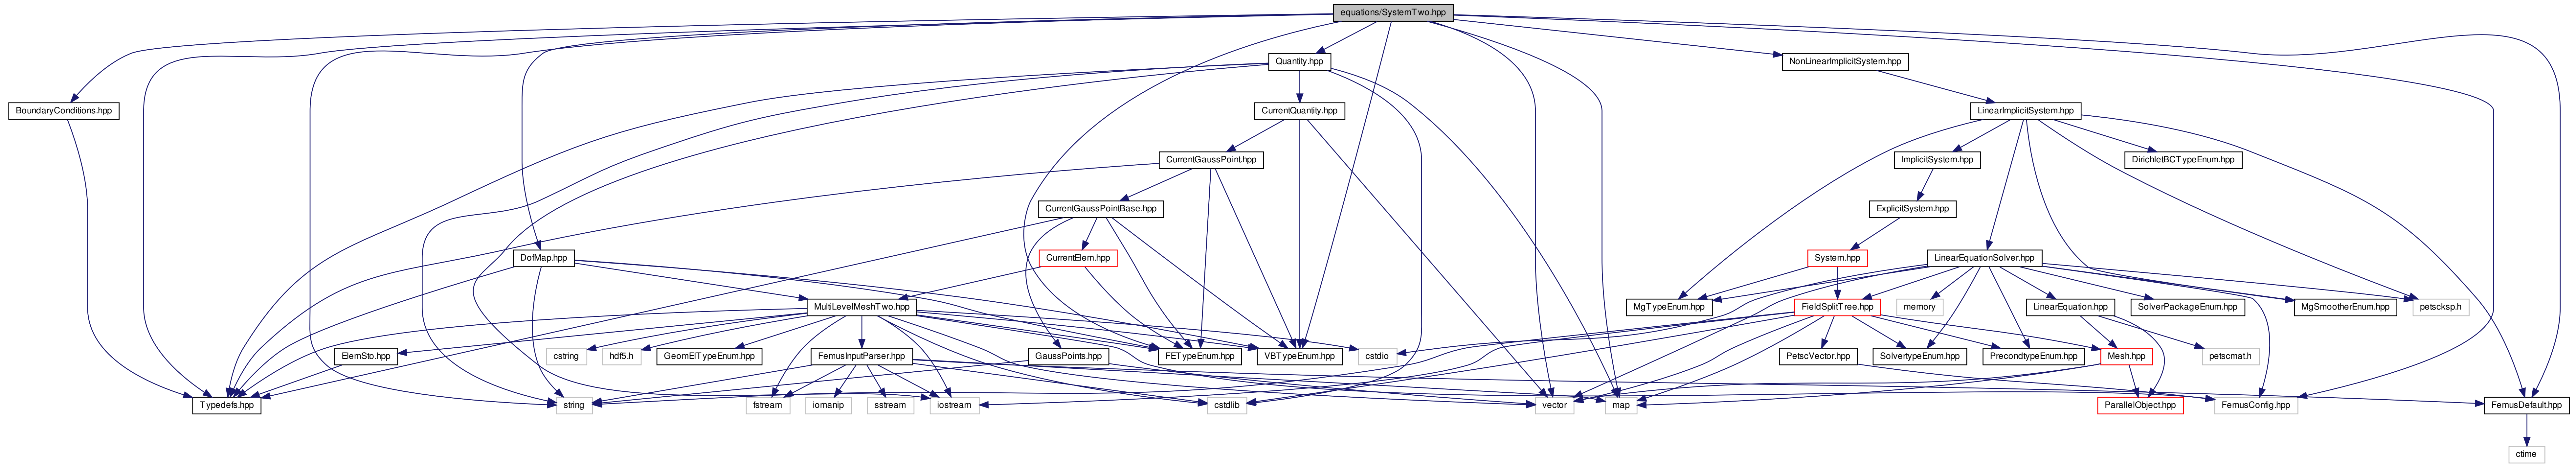 equations/SystemTwo.hpp
Quantity.hpp
NonLinearImplicitSystem.hpp
BoundaryConditions.hpp
CurrentQuantity.hpp
LinearImplicitSystem.hpp
CurrentGaussPoint.hpp
ImplicitSystem.hpp
DirichletBCTypeEnum.hpp
CurrentGaussPointBase.hpp
ExplicitSystem.hpp
DofMap.hpp
CurrentElem.hpp
System.hpp
LinearEquationSolver.hpp
MultiLevelMeshTwo.hpp
MgTypeEnum.hpp
FieldSplitTree.hpp
memory
LinearEquation.hpp
SolverPackageEnum.hpp
MgSmootherEnum.hpp
petscksp.h
ElemSto.hpp
cstring
hdf5.h
GeomElTypeEnum.hpp
FemusInputParser.hpp
GaussPoints.hpp
FETypeEnum.hpp
VBTypeEnum.hpp
cstdio
PetscVector.hpp
SolvertypeEnum.hpp
PrecondtypeEnum.hpp
Mesh.hpp
petscmat.h
Typedefs.hpp
string
fstream
iomanip
sstream
iostream
cstdlib
vector
map
ParallelObject.hpp
FemusConfig.hpp
FemusDefault.hpp
ctime